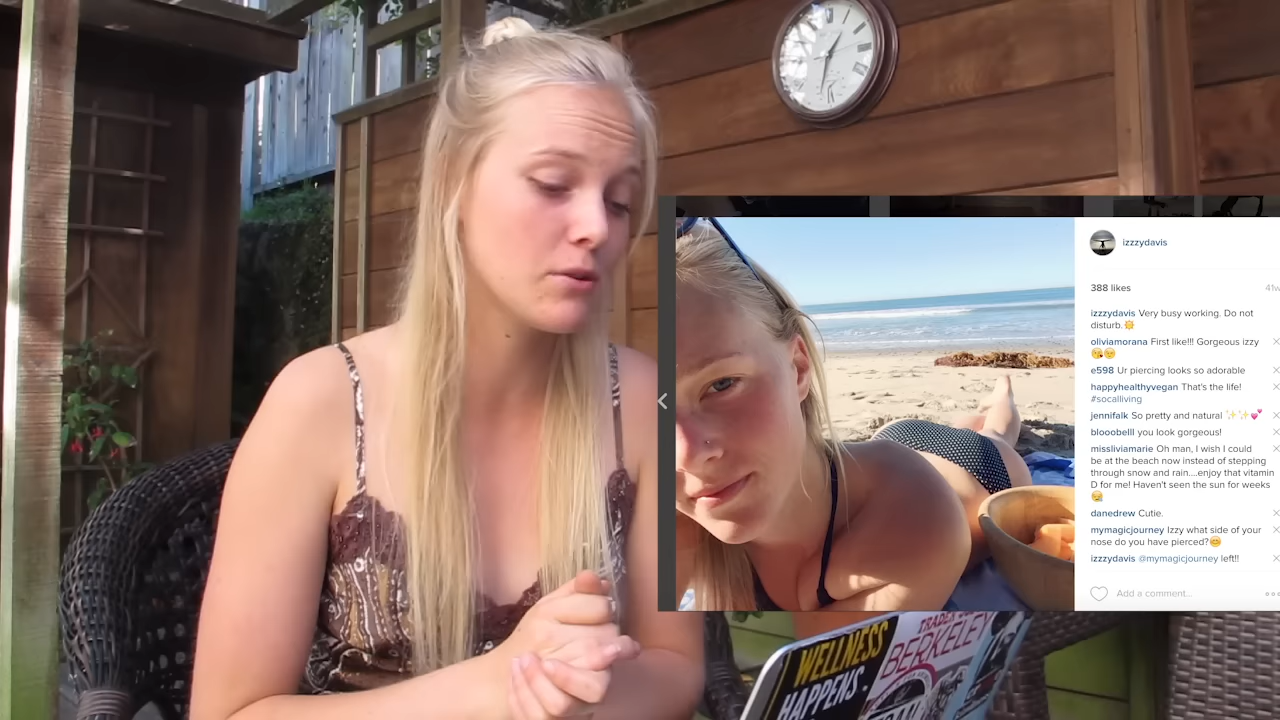 izzzydavis
388 likes
41w
izzzydavis Very busy working. Do not
disturb.☀️
oliviamorana First like!!! Gorgeous izzy
😘😊
e598 Ur piercing looks so adorable
happyhealthyvegan That's the life!
#socalliving
jennifalk So pretty and natural ✨✨💕
blooobelll you look gorgeous!
missliviamarie Oh man, I wish I could
be at the beach now instead of stepping
through snow and rain....enjoy that vitamin
D for me! Haven't seen the sun for weeks
😪
danedrew Cutie.
mymagicjourney Izzy what side of your
nose do you have pierced?😊
izzzydavis @mymagicjourney left!!
Add a comment...
WELLNESS
HAPPENS.
TRADER
BERKELEY